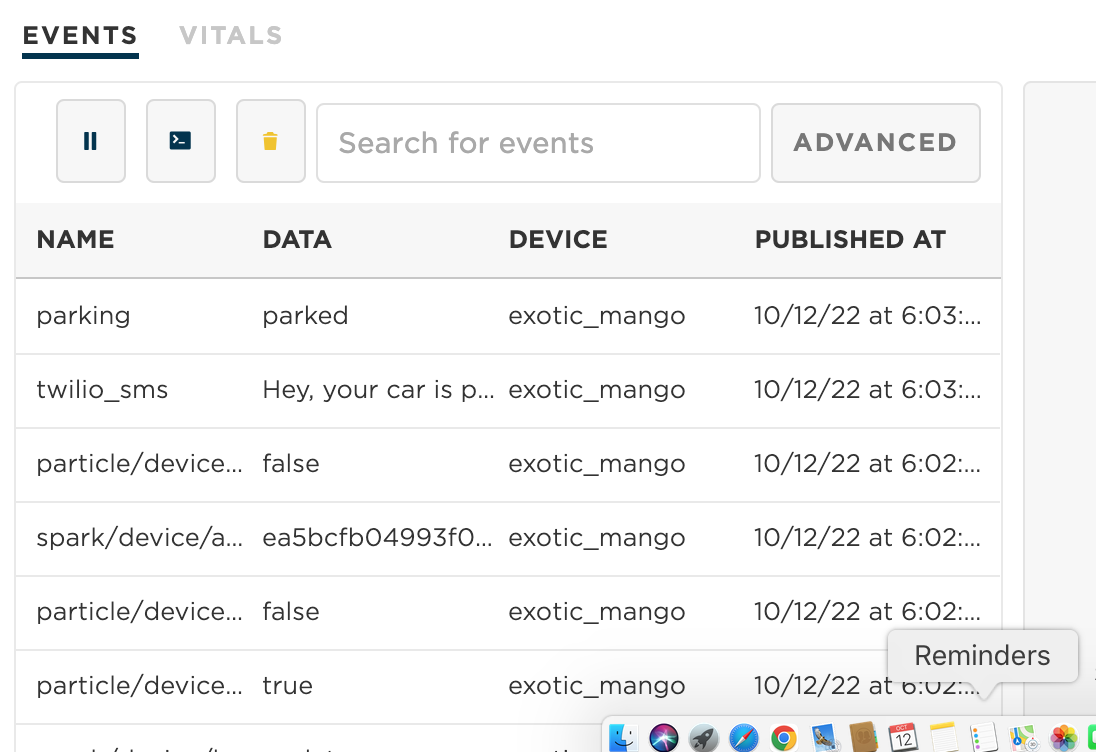 EVENTS VITALS
Search for events ADVANCED
NAME DATA DEVICE PUBLISHED AT
parking parked exotic_mango 10/12/22 at 6:03:...
twilio_sms Hey, your car is p... exotic_mango 10/12/22 at 6:03:...
particle/device... false exotic_mango 10/12/22 at 6:02:...
spark/device/a... ea5bcfb04993f0... exotic_mango 10/12/22 at 6:02:...
particle/device... false exotic_mango 10/12/22 at 6:02:...
Reminders
particle/device... true exotic_mango 10/12/22 at 6:02:...
OCT
12